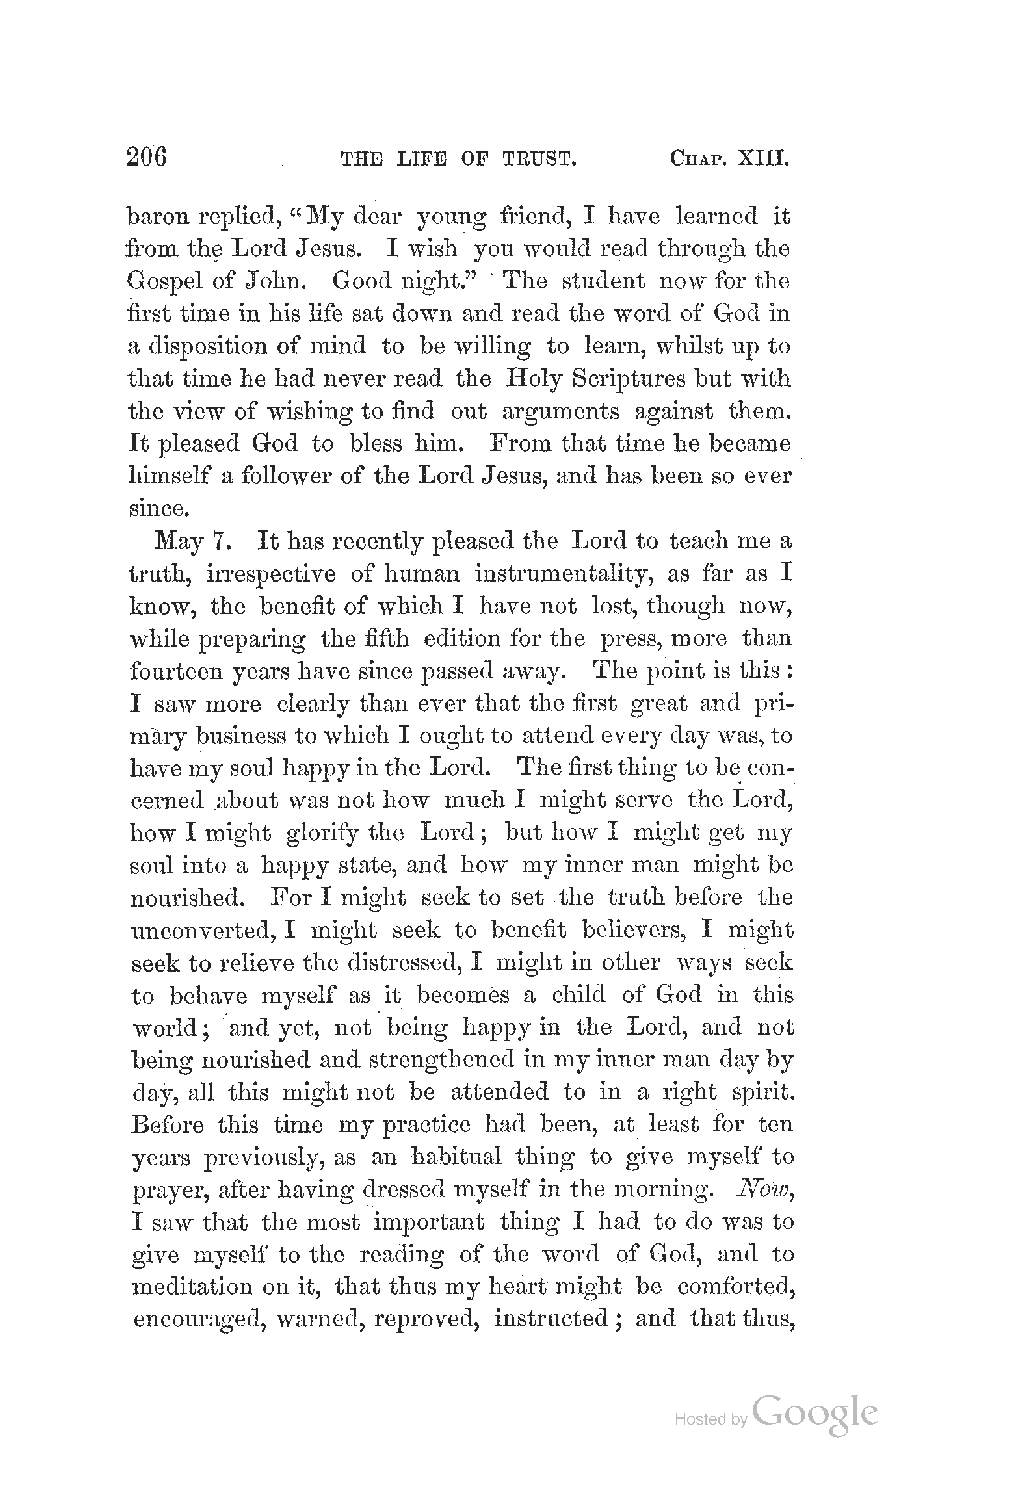 206 THE LIFE OF TRUST. CHAP. XIII.
baron replied, “My dear young friend, I have learned it
from the Lord Jesus. I wish you would read through the
Gospel of John. Good night.” The student now for the
first time in his life sat down and read the word of God in
a disposition of mind to be willing to learn, whilst up to
that time he had never read the Holy Scriptures but with
the view of wishing to find out arguments against them.
It pleased God to bless him. From that time he became
himself a follower of the Lord Jesus, and has been so ever
since.
May 7. It has recently pleased the Lord to teach me a
truth, irrespective of human instrumentality, as far as I
know, the benefit of which I have not lost, though now,
while preparing the fifth edition for the press, more than
fourteen years have since passed away. The point is this:
I saw more clearly than ever that the first great and pri-
mary business to which I ought to attend every day was, to
have my soul happy in the Lord. The first thing to be con-
cerned about was not how much I might serve the Lord,
how I might glorify the Lord; but how I might get my
soul into a happy state, and how my inner man might be
nourished. For I might seek to set the truth before the
unconverted, I might seek to benefit believers, I might
seek to relieve the distressed, I might in other ways seek
to behave myself as it becomes a child of God in this
world; and yet, not being happy in the Lord, and not
being nourished and strengthened in my inner man day by
day, all this might not be attended to in a right spirit.
Before this time my practice had been, at least for ten
years previously, as an habitual thing to give myself to
prayer, after having dressed myself in the morning. Now,
I saw that the most important thing I had to do was to
give myself to the reading of the word of God, and to
meditation on it, that thus my heart might be comforted,
encouraged, warned, reproved, instructed; and that thus,
Hosted by Google